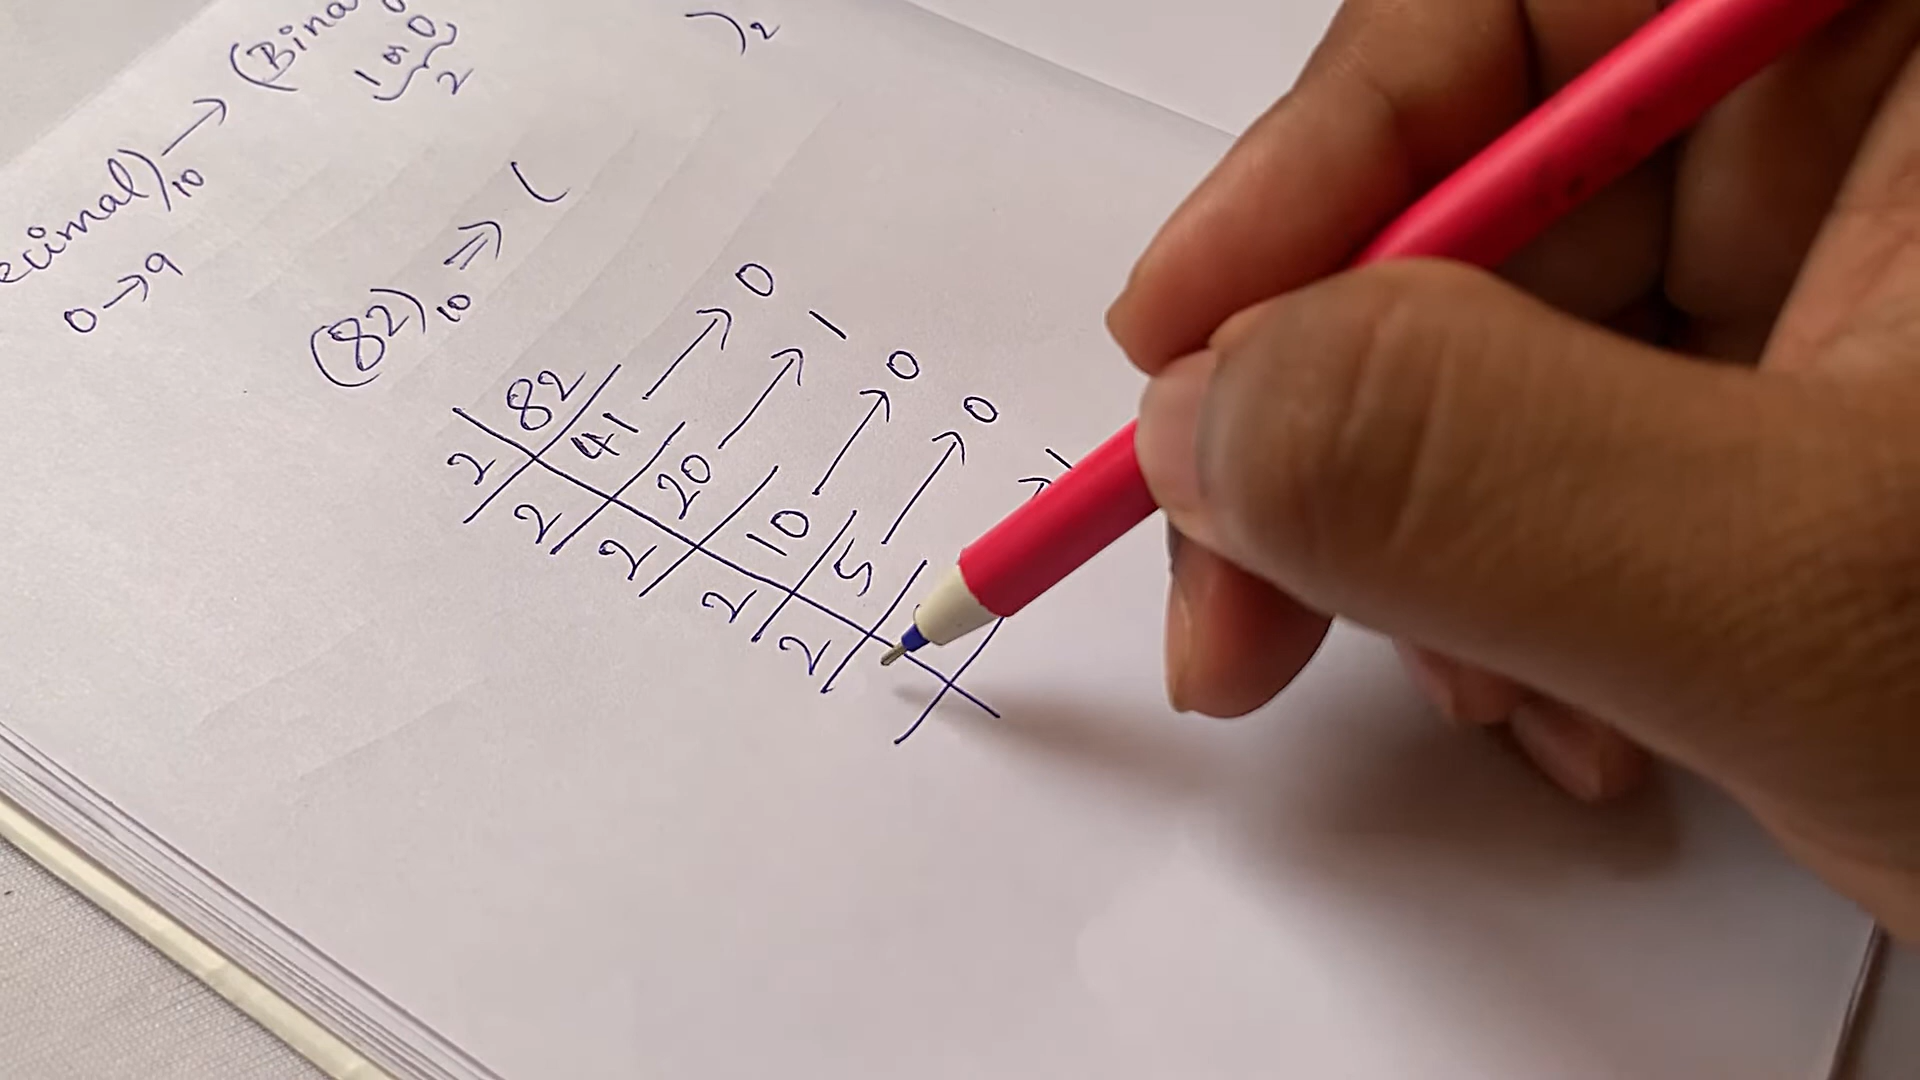 ecimal)10 → (Bina
0→9
1 or 0
2
(82)10 ⇒ (
)2
2 82
2 41 → 0
2 20 → 1
2 10 → 0
2 5 → 0
→ 1